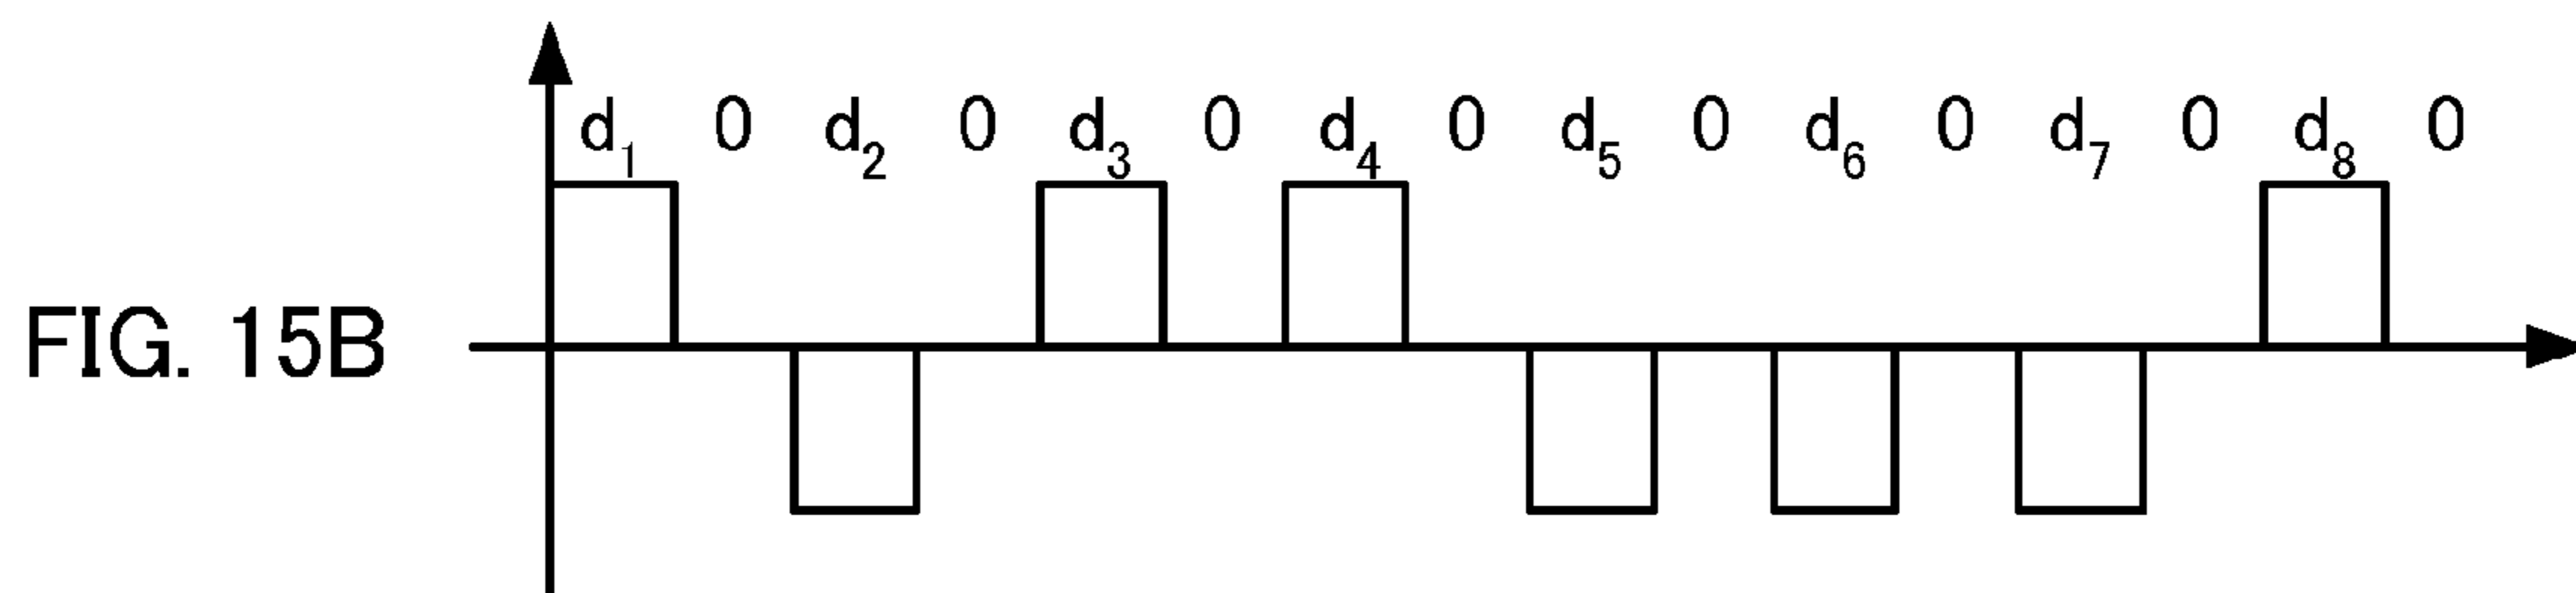 d₁ 0 d₂ 0 d₃ 0 d₄ 0 d₅ 0 d₆ 0 d₇ 0 d₈ 0
FIG. 15B